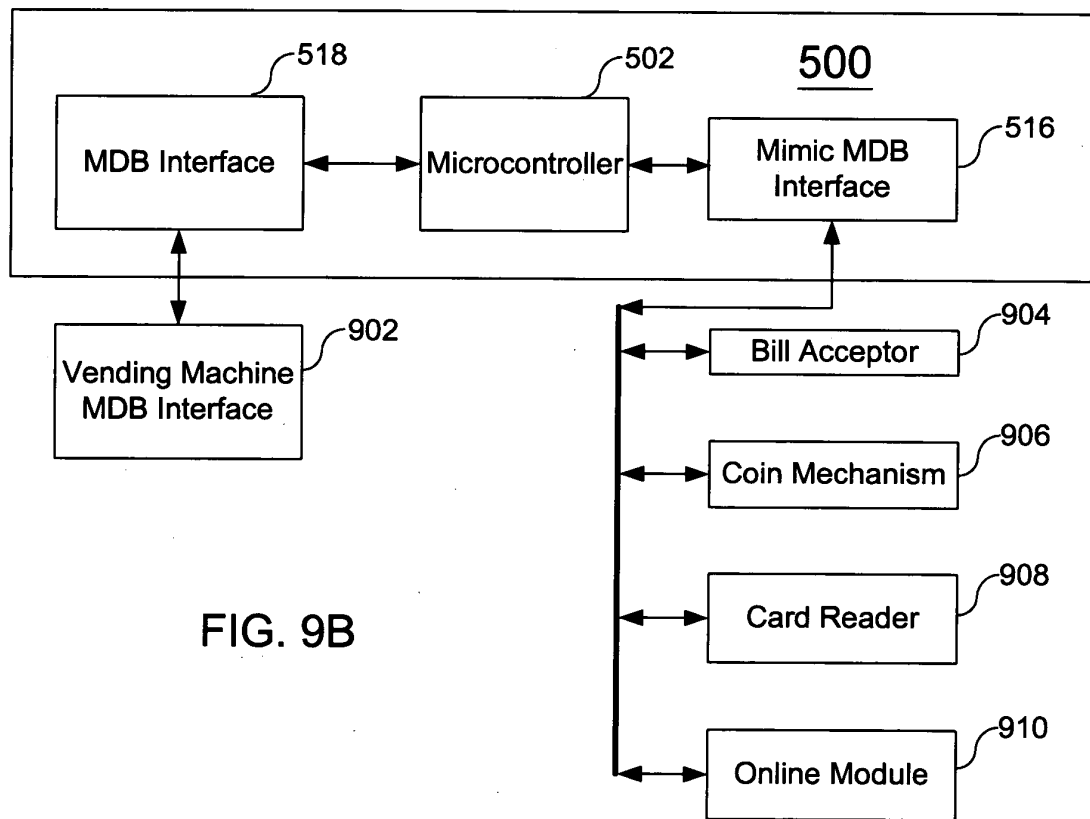 518
502
500
516
MDB Interface
Microcontroller
Mimic MDB
Interface
902
Vending Machine
MDB Interface
904
Bill Acceptor
906
Coin Mechanism
908
Card Reader
FIG. 9B
910
Online Module